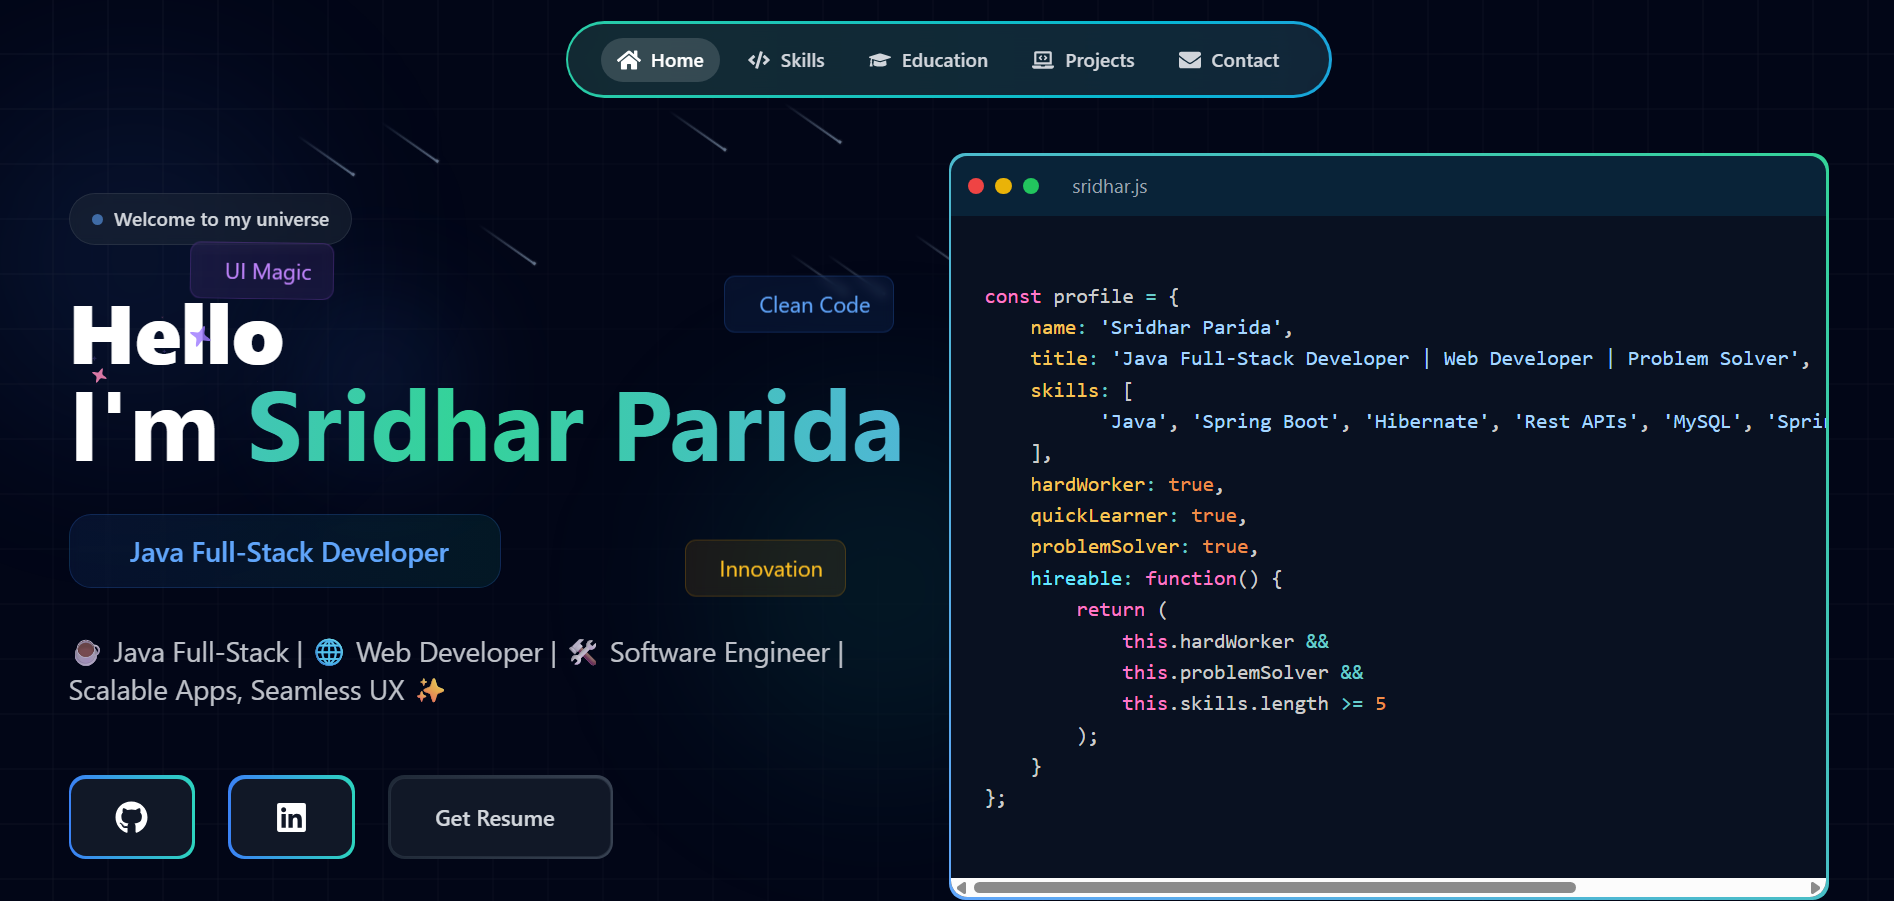 Home Skills Education Projects Contact
Welcome to my universe
UI Magic
Clean Code
Hello
I'm Sridhar Parida
Java Full-Stack Developer
Innovation
Java Full-Stack | 🌐 Web Developer | 🛠️ Software Engineer |
Scalable Apps, Seamless UX ✨
Get Resume
sridhar.js
const profile = {
name: 'Sridhar Parida',
title: 'Java Full-Stack Developer | Web Developer | Problem Solver',
skills: [
'Java', 'Spring Boot', 'Hibernate', 'Rest APIs', 'MySQL',
],
hardWorker: true,
quickLearner: true,
problemSolver: true,
hireable: function() {
return (
this.hardWorker &&
this.problemSolver &&
this.skills.length >= 5
);
}
};